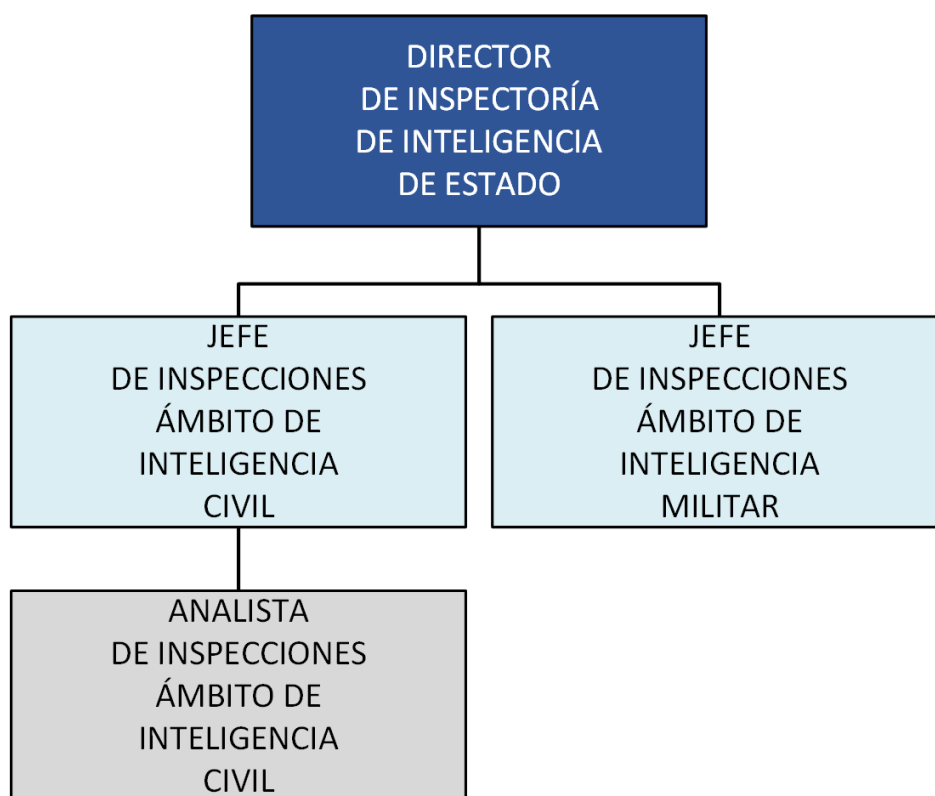 DIRECTOR
DE INSPECTORÍA
DE INTELIGENCIA
DE ESTADO
JEFE
DE INSPECCIONES
ÁMBITO DE
INTELIGENCIA
CIVIL
JEFE
DE INSPECCIONES
ÁMBITO DE
INTELIGENCIA
MILITAR
ANALISTA
DE INSPECCIONES
ÁMBITO DE
INTELIGENCIA
CIVIL